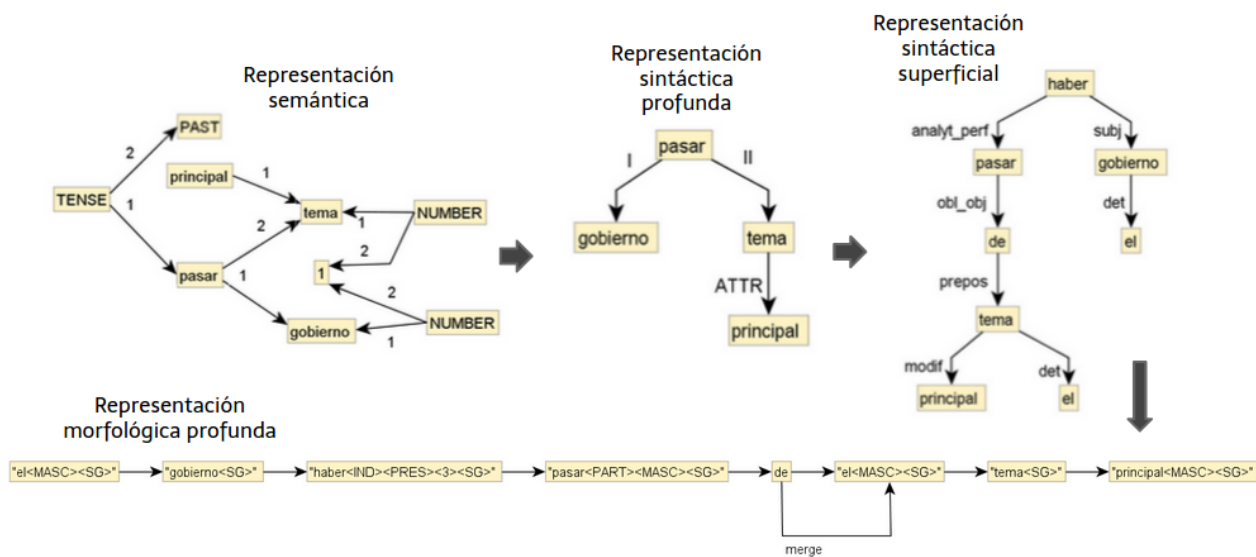 Representación
semántica
PAST
2
principal
1
TENSE
tema
NUMBER
1
1
2
2
pasar
1
1
2
gobierno
NUMBER
1
Representación
sintáctica
profunda
pasar
I
II
gobierno
tema
ATTR
principal
Representación
sintáctica
superficial
haber
analyt_perf
subj
pasar
gobierno
obl_obj
det
de
el
prepos
tema
modif
det
principal
el
Representación
morfológica profunda
"el<MASC><SG>" "gobierno<SG>" "haber<IND><PRES><3><SG>" "pasar<PART><MASC><SG>" de "el<MASC><SG>" "tema<SG>" "principal<MASC><SG>"
merge